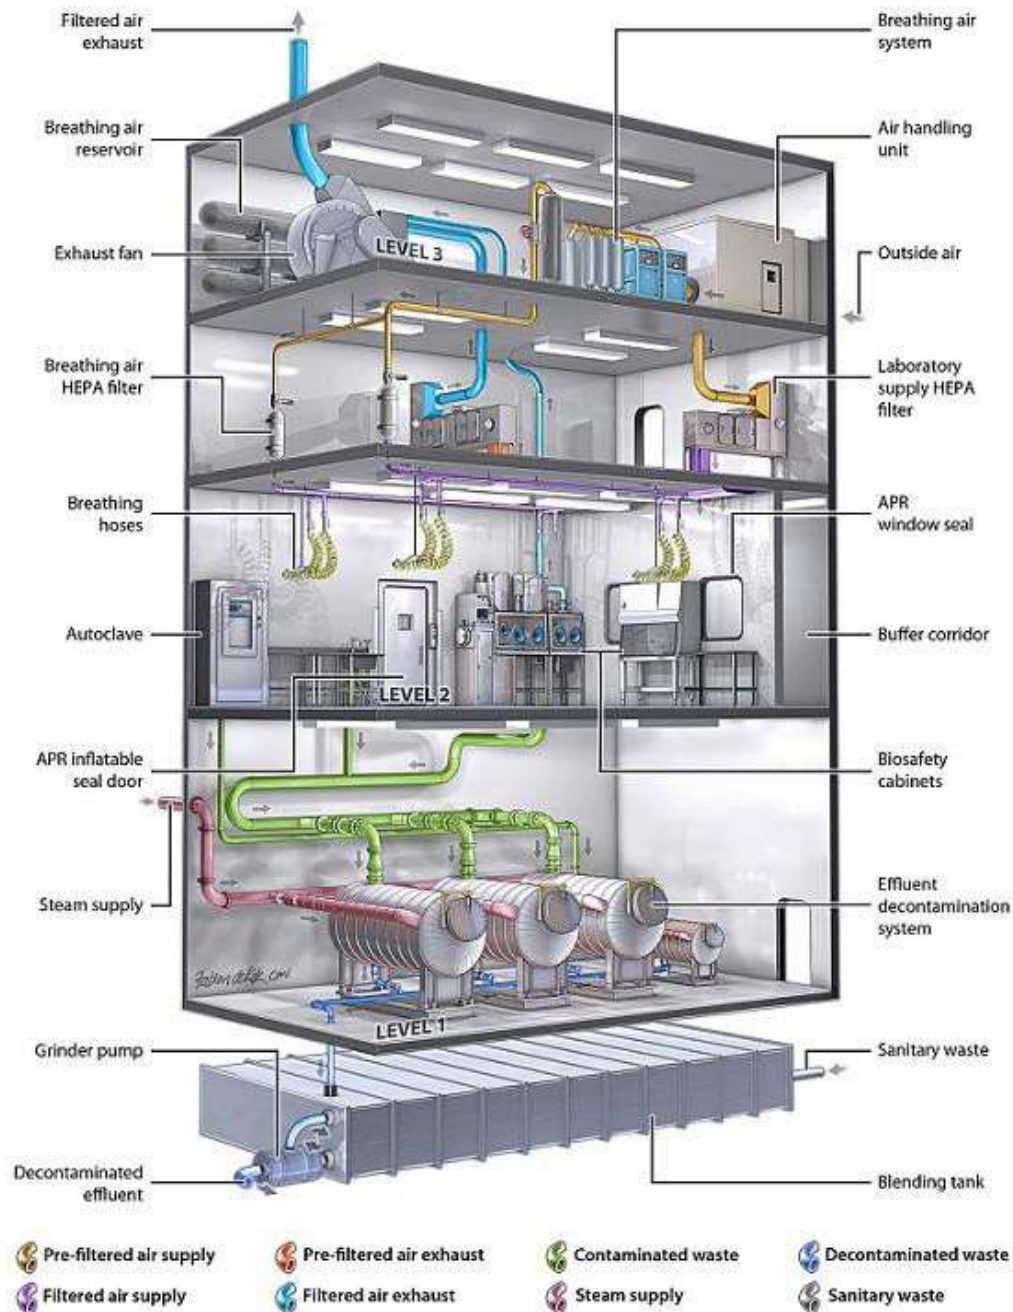 Filtered air
exhaust
Breathing air
system
Breathing air
reservoir
Air handling
unit
Exhaust fan
LEVEL 3
Outside air
Breathing air
HEPA filter
Laboratory
supply HEPA
filter
Breathing
hoses
APR
window seal
Autoclave
Buffer corridor
LEVEL 2
APR inflatable
seal door
Biosafety
cabinets
Steam supply
Effluent
decontamination
system
LEVEL 1
Grinder pump
Sanitary waste
Decontaminated
effluent
Blending tank
Pre-filtered air supply
Pre-filtered air exhaust
Contaminated waste
Decontaminated waste
Filtered air supply
Filtered air exhaust
Steam supply
Sanitary waste